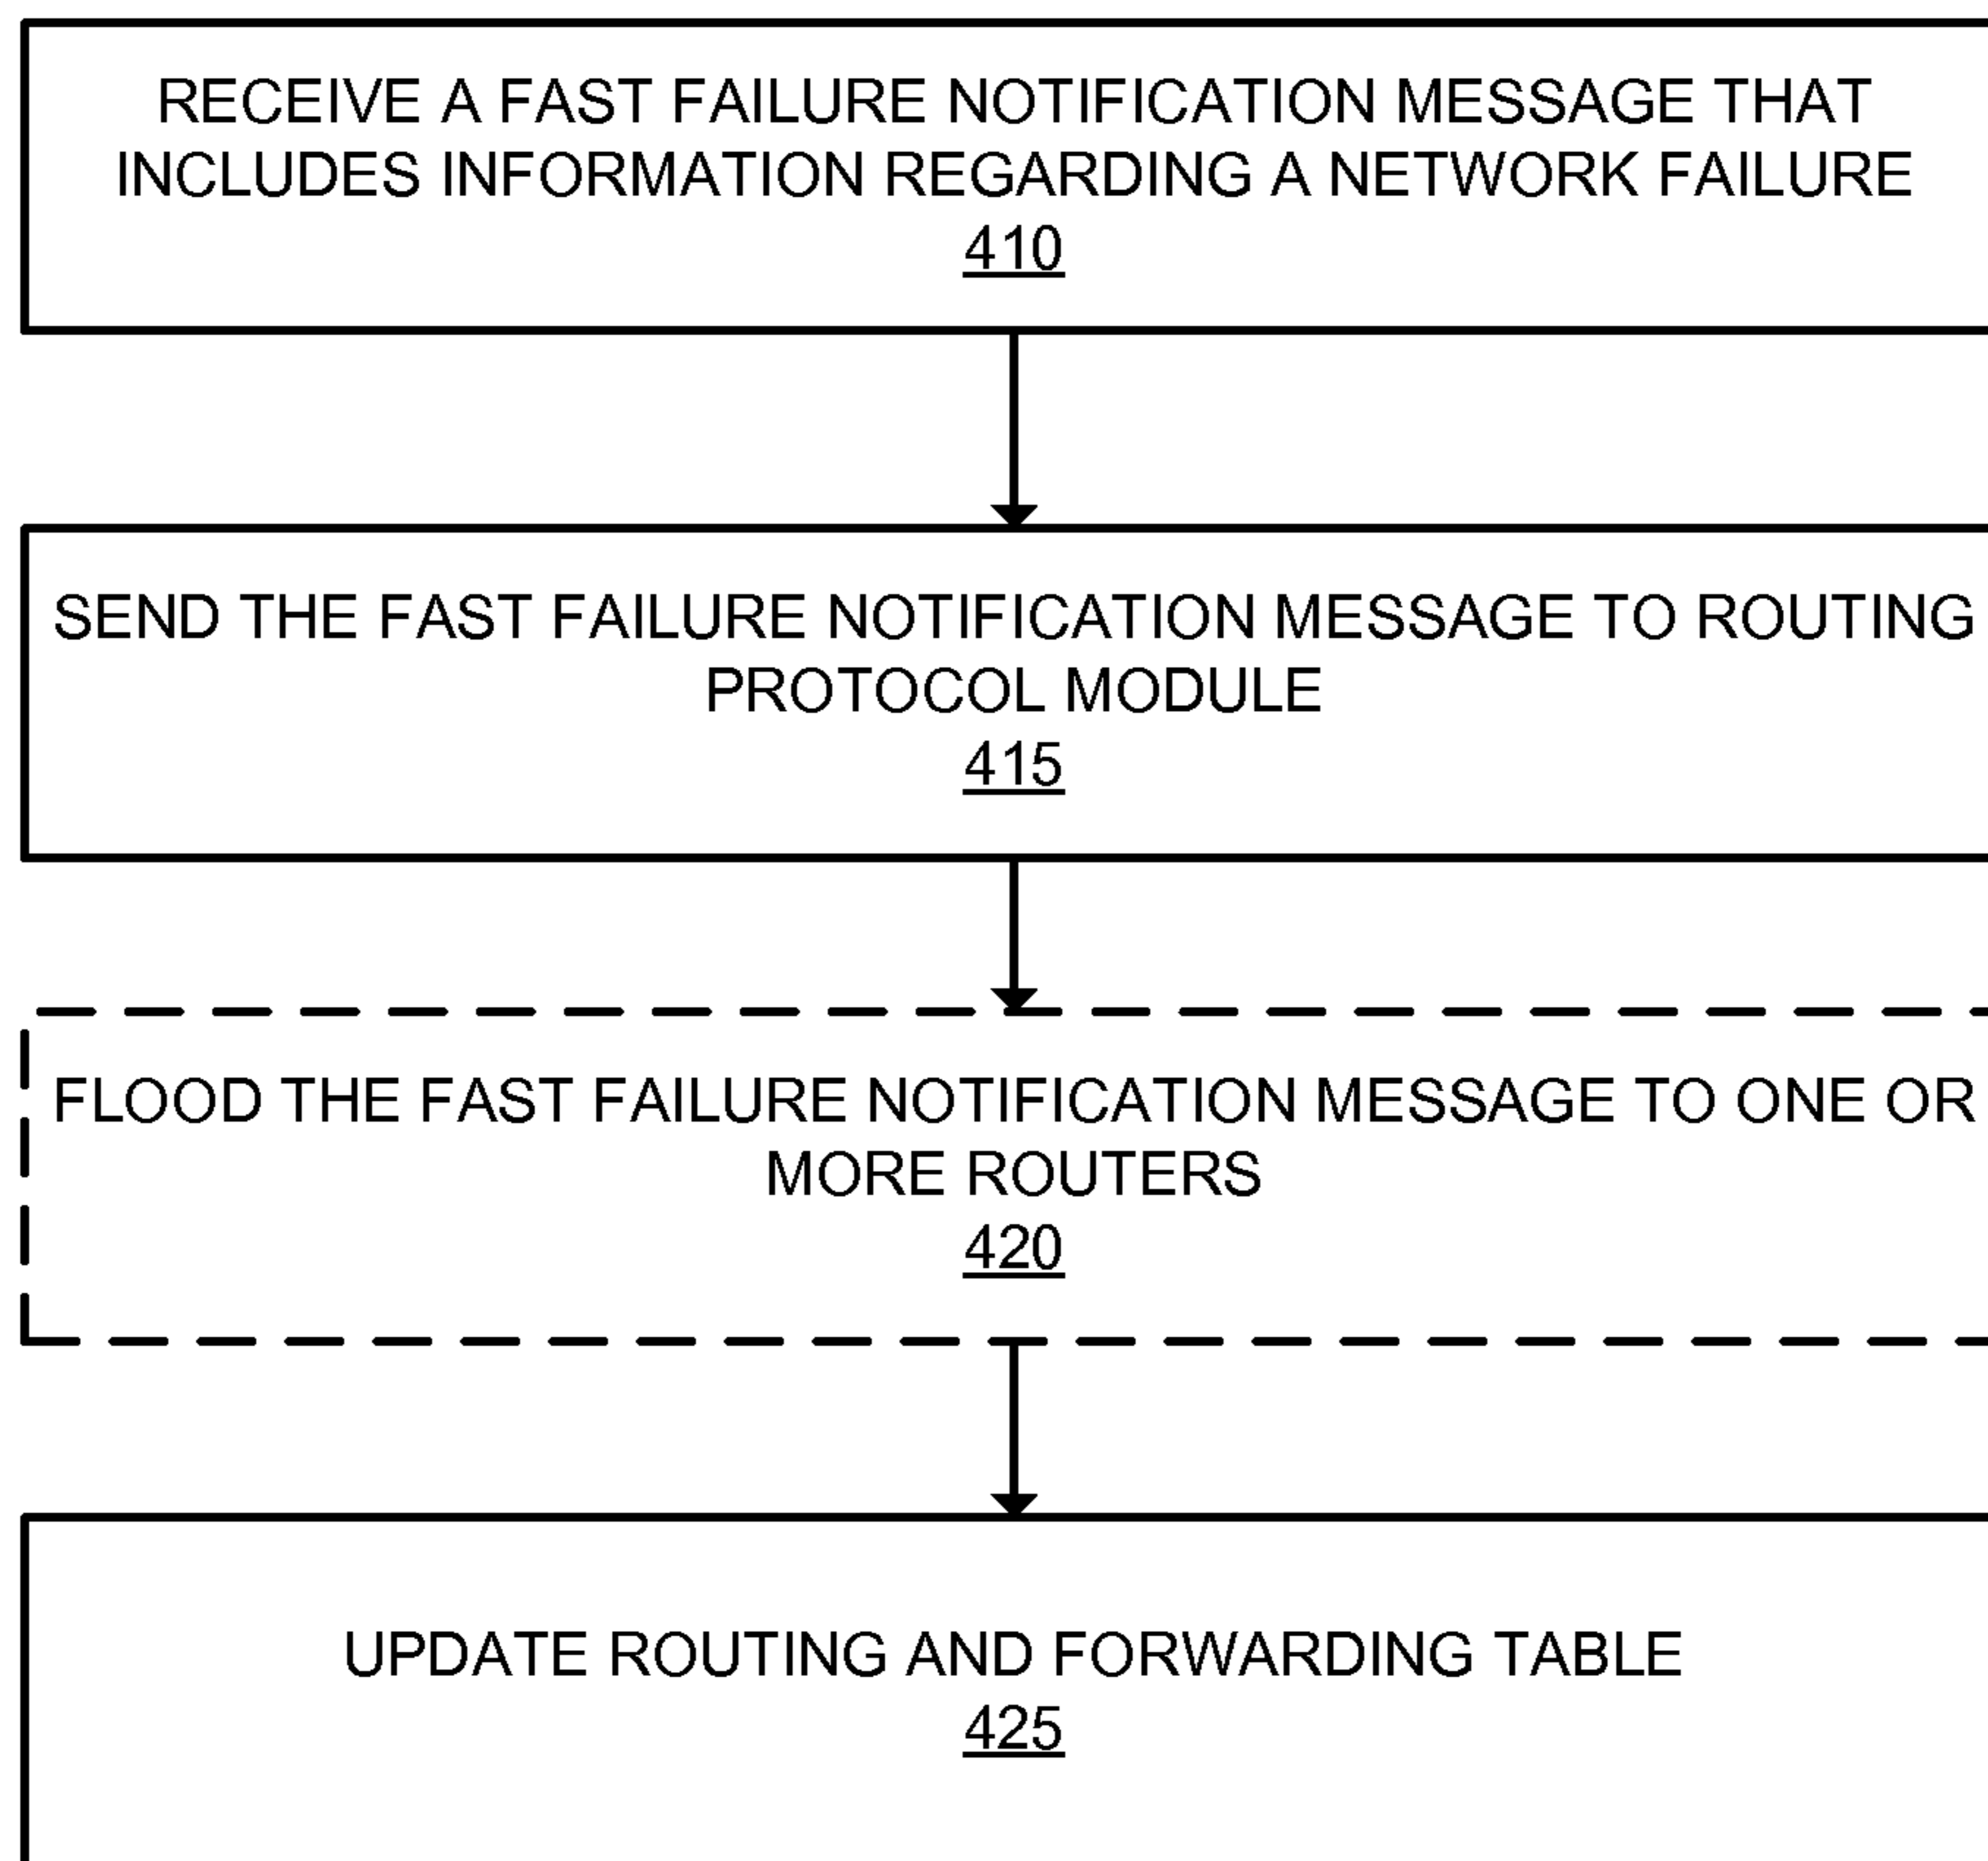 RECEIVE A FAST FAILURE NOTIFICATION MESSAGE THAT
INCLUDES INFORMATION REGARDING A NETWORK FAILURE
410
SEND THE FAST FAILURE NOTIFICATION MESSAGE TO ROUTING
PROTOCOL MODULE
415
FLOOD THE FAST FAILURE NOTIFICATION MESSAGE TO ONE OR
MORE ROUTERS
420
UPDATE ROUTING AND FORWARDING TABLE
425